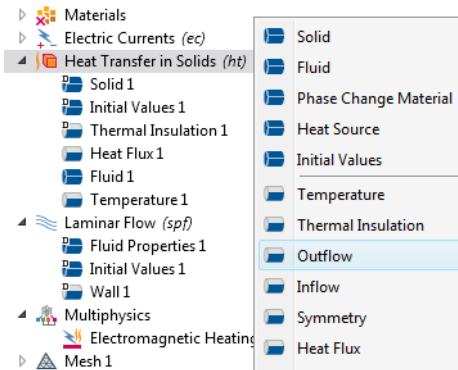 Materials
Electric Currents (ec)
Heat Transfer in Solids (ht)
Solid 1
Initial Values 1
Thermal Insulation 1
Heat Flux 1
Fluid 1
Temperature 1
Laminar Flow (spf)
Fluid Properties 1
Initial Values 1
Wall 1
Multiphysics
Electromagnetic Heating
Mesh 1
Solid
Fluid
Phase Change Material
Heat Source
Initial Values
Temperature
Thermal Insulation
Outflow
Inflow
Symmetry
Heat Flux